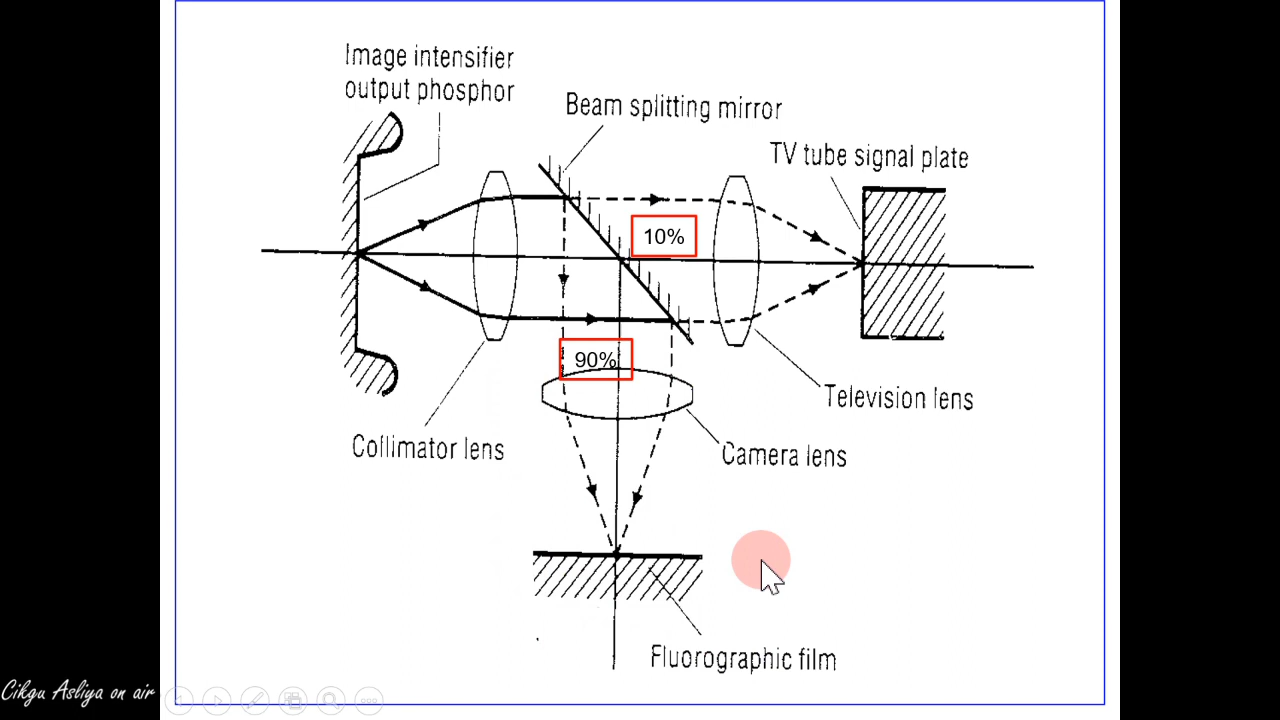 Image intensifier
output phosphor
Beam splitting mirror
TV tube signal plate
10%
90%
Television lens
Collimator lens
Camera lens
Fluorographic film
Cikgu Asliya on air